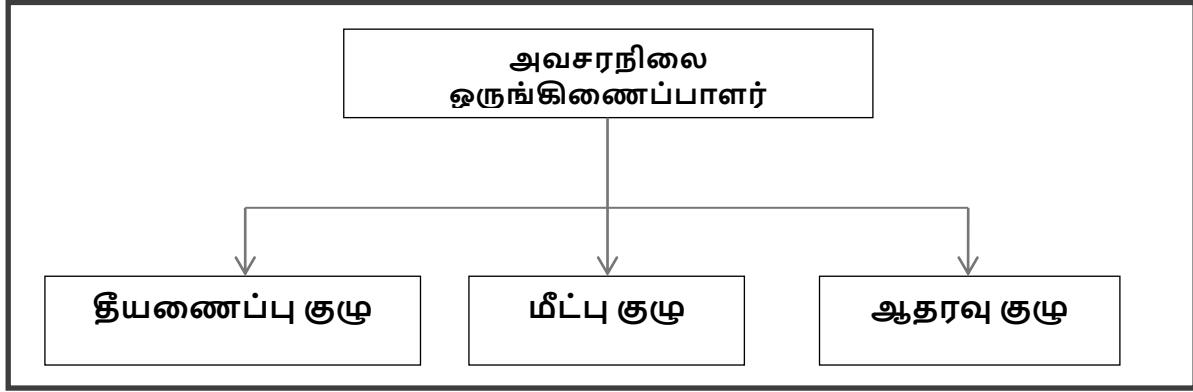 அவசரநிலை
ஒருங்கிணைப்பாளர்
தீயணைப்பு குழு
மீட்பு குழு
ஆதரவு குழு